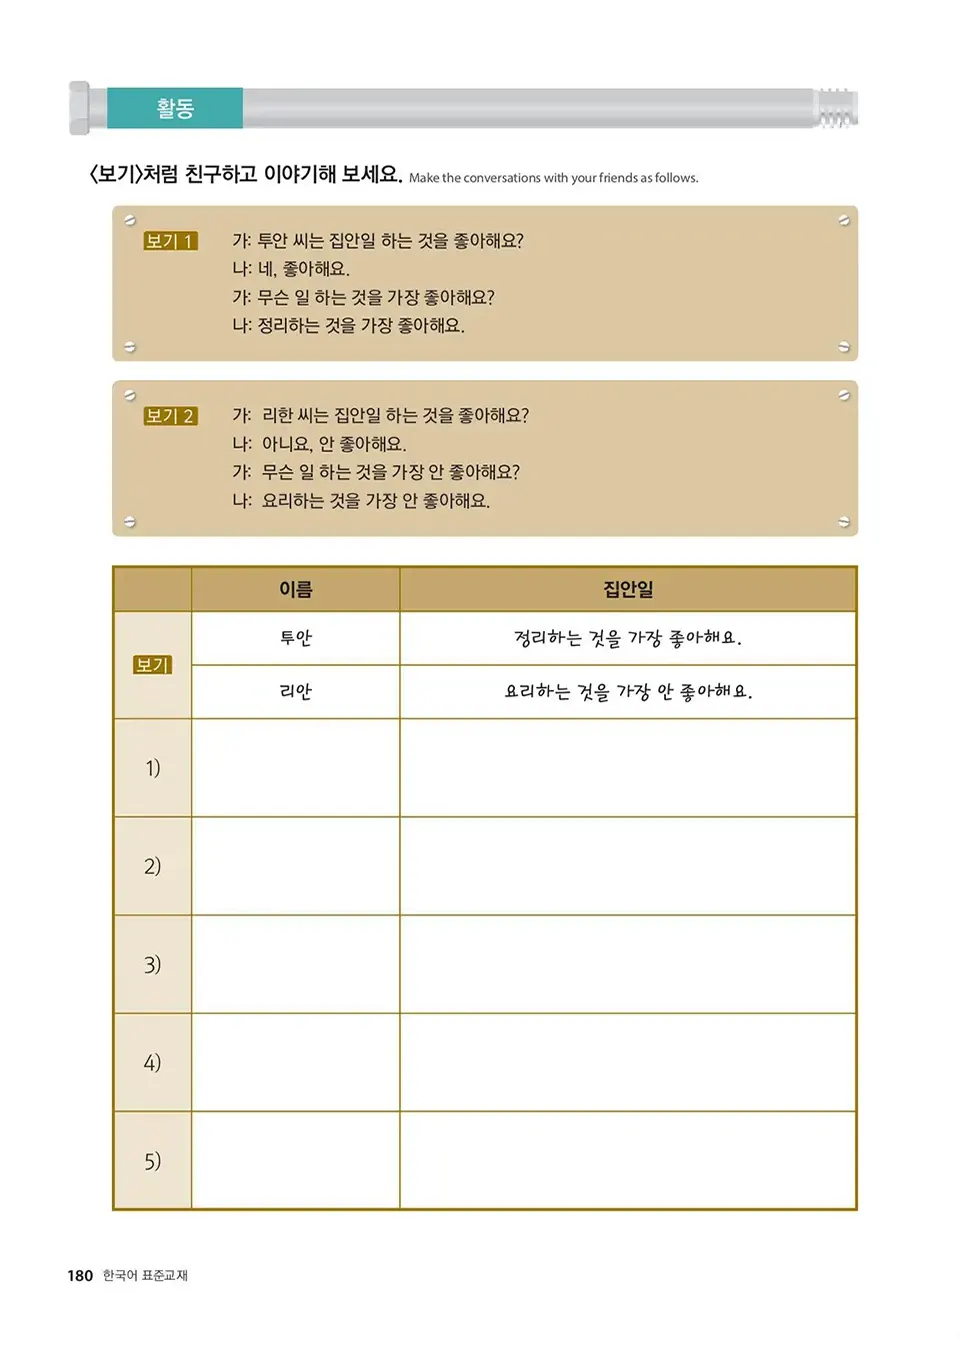 활동
〈보기〉처럼 친구하고 이야기해 보세요. Make the conversations with your friends as follows.
보기 1
가: 투안 씨는 집안일 하는 것을 좋아해요?
나: 네, 좋아해요.
가: 무슨 일 하는 것을 가장 좋아해요?
나: 정리하는 것을 가장 좋아해요.
보기 2
가: 리한 씨는 집안일 하는 것을 좋아해요?
나: 아니요, 안 좋아해요.
가: 무슨 일 하는 것을 가장 안 좋아해요?
나: 요리하는 것을 가장 안 좋아해요.
이름 집안일
보기
투안 정리하는 것을 가장 좋아해요.
리안 요리하는 것을 가장 안 좋아해요.
1)
2)
3)
4)
5)
180 한국어 표준교재